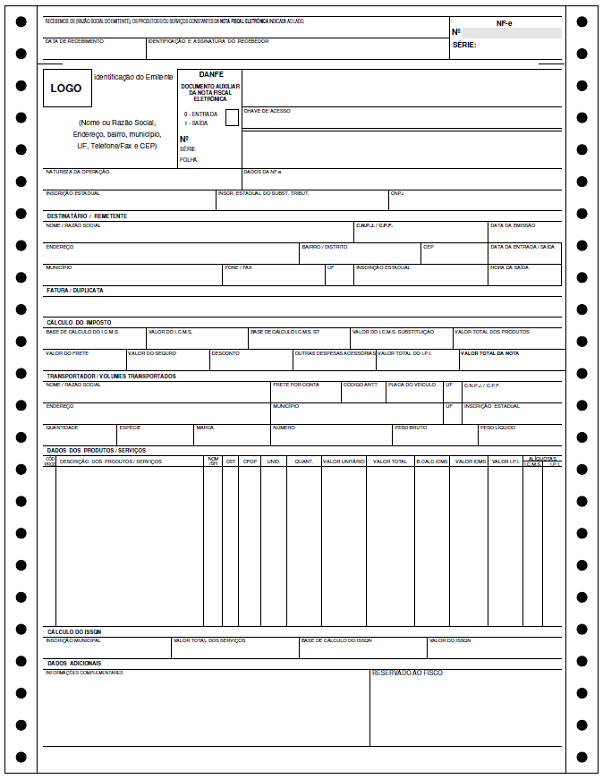 RECEBEMOS DE (RAZÃO SOCIAL DO EMITENTE), OS PRODUTOS E/OU SERVIÇOS CONSTANTES DA NOTA FISCAL ELETRÔNICA INDICADA AO LADO.
NF-e
Nº
SÉRIE:
DATA DE RECEBIMENTO IDENTIFICAÇÃO E ASSINATURA DO RECEBEDOR
LOGO
identificação do Emitente
(Nome ou Razão Social,
Endereço, bairro, município,
UF, Telefone/Fax e CEP)
DANFE
DOCUMENTO AUXILIAR
DA NOTA FISCAL
ELETRÔNICA
0 - ENTRADA
1 - SAÍDA
Nº
SÉRIE
FOLHA
CHAVE DE ACESSO
NATUREZA DA OPERAÇÃO DADOS DA NF-e
INSCRIÇÃO ESTADUAL INSCR. ESTADUAL DO SUBST. TRIBUT. CNPJ
DESTINATÁRIO / REMETENTE
NOME / RAZÃO SOCIAL C.N.P.J. / C.P.F. DATA DA EMISSÃO
ENDEREÇO BAIRRO / DISTRITO CEP DATA DA ENTRADA / SAÍDA
MUNICÍPIO FONE / FAX UF INSCRIÇÃO ESTADUAL HORA DA SAÍDA
FATURA / DUPLICATA
CÁLCULO DO IMPOSTO
BASE DE CÁLCULO DO I.C.M.S. VALOR DO I.C.M.S. BASE DE CÁLCULO I.C.M.S. ST VALOR DO I.C.M.S. SUBSTITUIÇÃO VALOR TOTAL DOS PRODUTOS
VALOR DO FRETE VALOR DO SEGURO DESCONTO OUTRAS DESPESAS ACESSÓRIAS VALOR TOTAL DO I.P.I. VALOR TOTAL DA NOTA
TRANSPORTADOR / VOLUMES TRANSPORTADOS
NOME / RAZÃO SOCIAL FRETE POR CONTA CÓDIGO ANTT PLACA DO VEÍCULO UF C.N.P.J / C.P.F.
ENDEREÇO MUNICÍPIO UF INSCRIÇÃO ESTADUAL
QUANTIDADE ESPÉCIE MARCA NÚMERO PESO BRUTO PESO LÍQUIDO
DADOS DOS PRODUTOS / SERVIÇOS
CÓD. PROD. DESCRIÇÃO DOS PRODUTOS / SERVIÇOS NCM /SH CST CFOP UNID. QUANT. VALOR UNITÁRIO VALOR TOTAL B.CALC.ICMS VALOR ICMS VALOR I.P.I. ALÍQUOTAS
I.C.M.S. I.P.I.
CÁLCULO DO ISSQN
INSCRIÇÃO MUNICIPAL VALOR TOTAL DOS SERVIÇOS BASE DE CÁLCULO DO ISSQN VALOR DO ISSQN
DADOS ADICIONAIS
INFORMAÇÕES COMPLEMENTARES RESERVADO AO FISCO